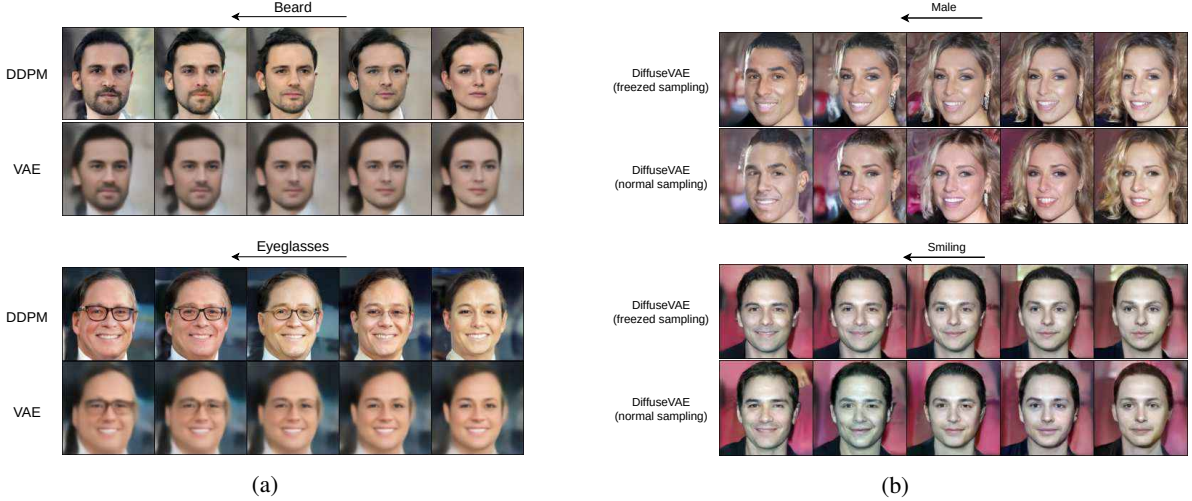 Beard
DDPM
VAE
Eyeglasses
DDPM
VAE
(a)
Male
DiffuseVAE
(freezed sampling)
DiffuseVAE
(normal sampling)
Smiling
DiffuseVAE
(freezed sampling)
DiffuseVAE
(normal sampling)
(b)